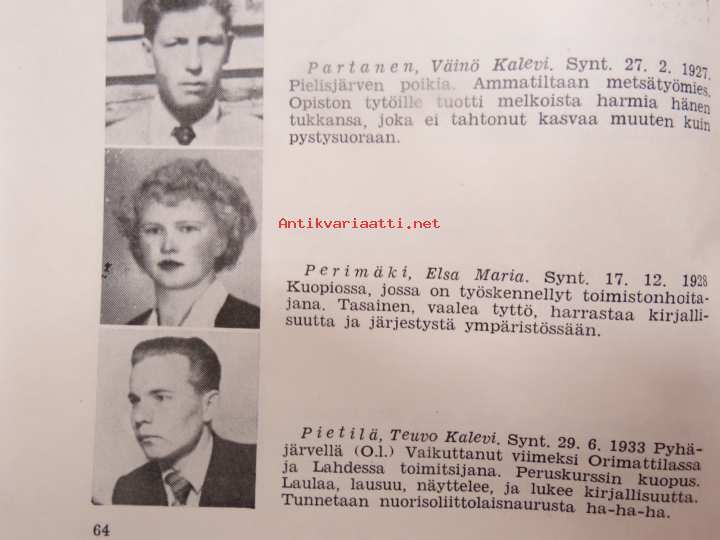 Partanen, Väinö Kalevi. Synt. 27. 2. 1927.
Pielisjärven poikia. Ammatiltaan metsätyömies.
Opiston tytöille tuotti melkoista harmia hänen
tukkansa, joka ei tahtonut kasvaa muuten kuin
pystysuoraan.
Antikvariaatti.net
Perimäki, Elsa Maria. Synt. 17. 12. 1928
Kuopiossa, jossa on työskennellyt toimistonhoita-
jana. Tasainen, vaalea tyttö, harrastaa kirjalli-
suutta ja järjestystä ympäristössään.
Pietilä, Teuvo Kalevi. Synt. 29. 6. 1933 Pyhä-
järvellä (O.l.) Vaikuttanut viimeksi Orimattilassa
ja Lahdessa toimitsijana. Peruskurssin kuopus.
Laulaa, lausuu, näyttelee, ja lukee kirjallisuutta.
Tunnetaan nuorisoliittolaisnaurusta ha-ha-ha.
64